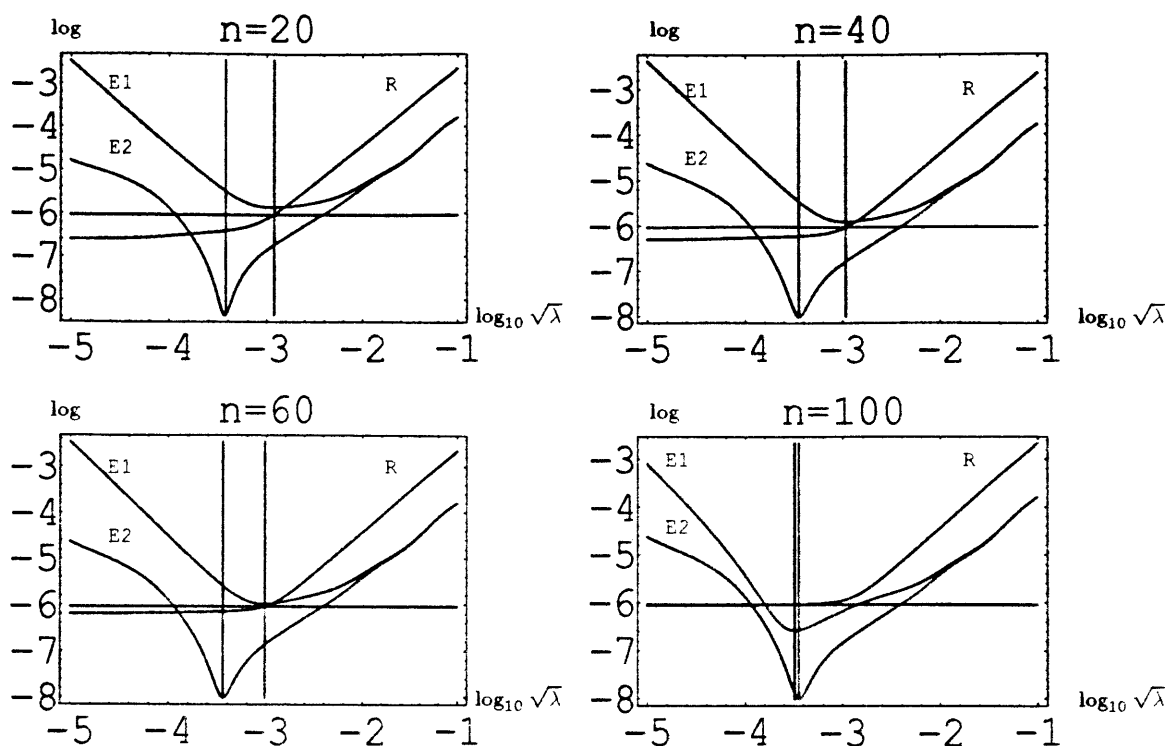 log n=20
-3
-4
-5
-6
-7
-8
E1
E2
R
log₁₀ √λ
-5 -4 -3 -2 -1
log n=40
-3
-4
-5
-6
-7
-8
E1
E2
R
log₁₀ √λ
-5 -4 -3 -2 -1
log n=60
-3
-4
-5
-6
-7
-8
E1
E2
R
log₁₀ √λ
-5 -4 -3 -2 -1
log n=100
-3
-4
-5
-6
-7
-8
E1
E2
R
log₁₀ √λ
-5 -4 -3 -2 -1